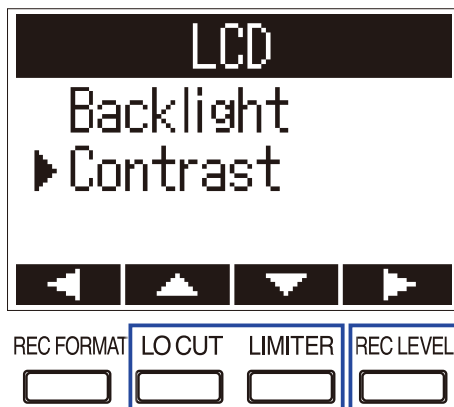 LCD
Backlight
Contrast
REC FORMAT LO CUT LIMITER REC LEVEL